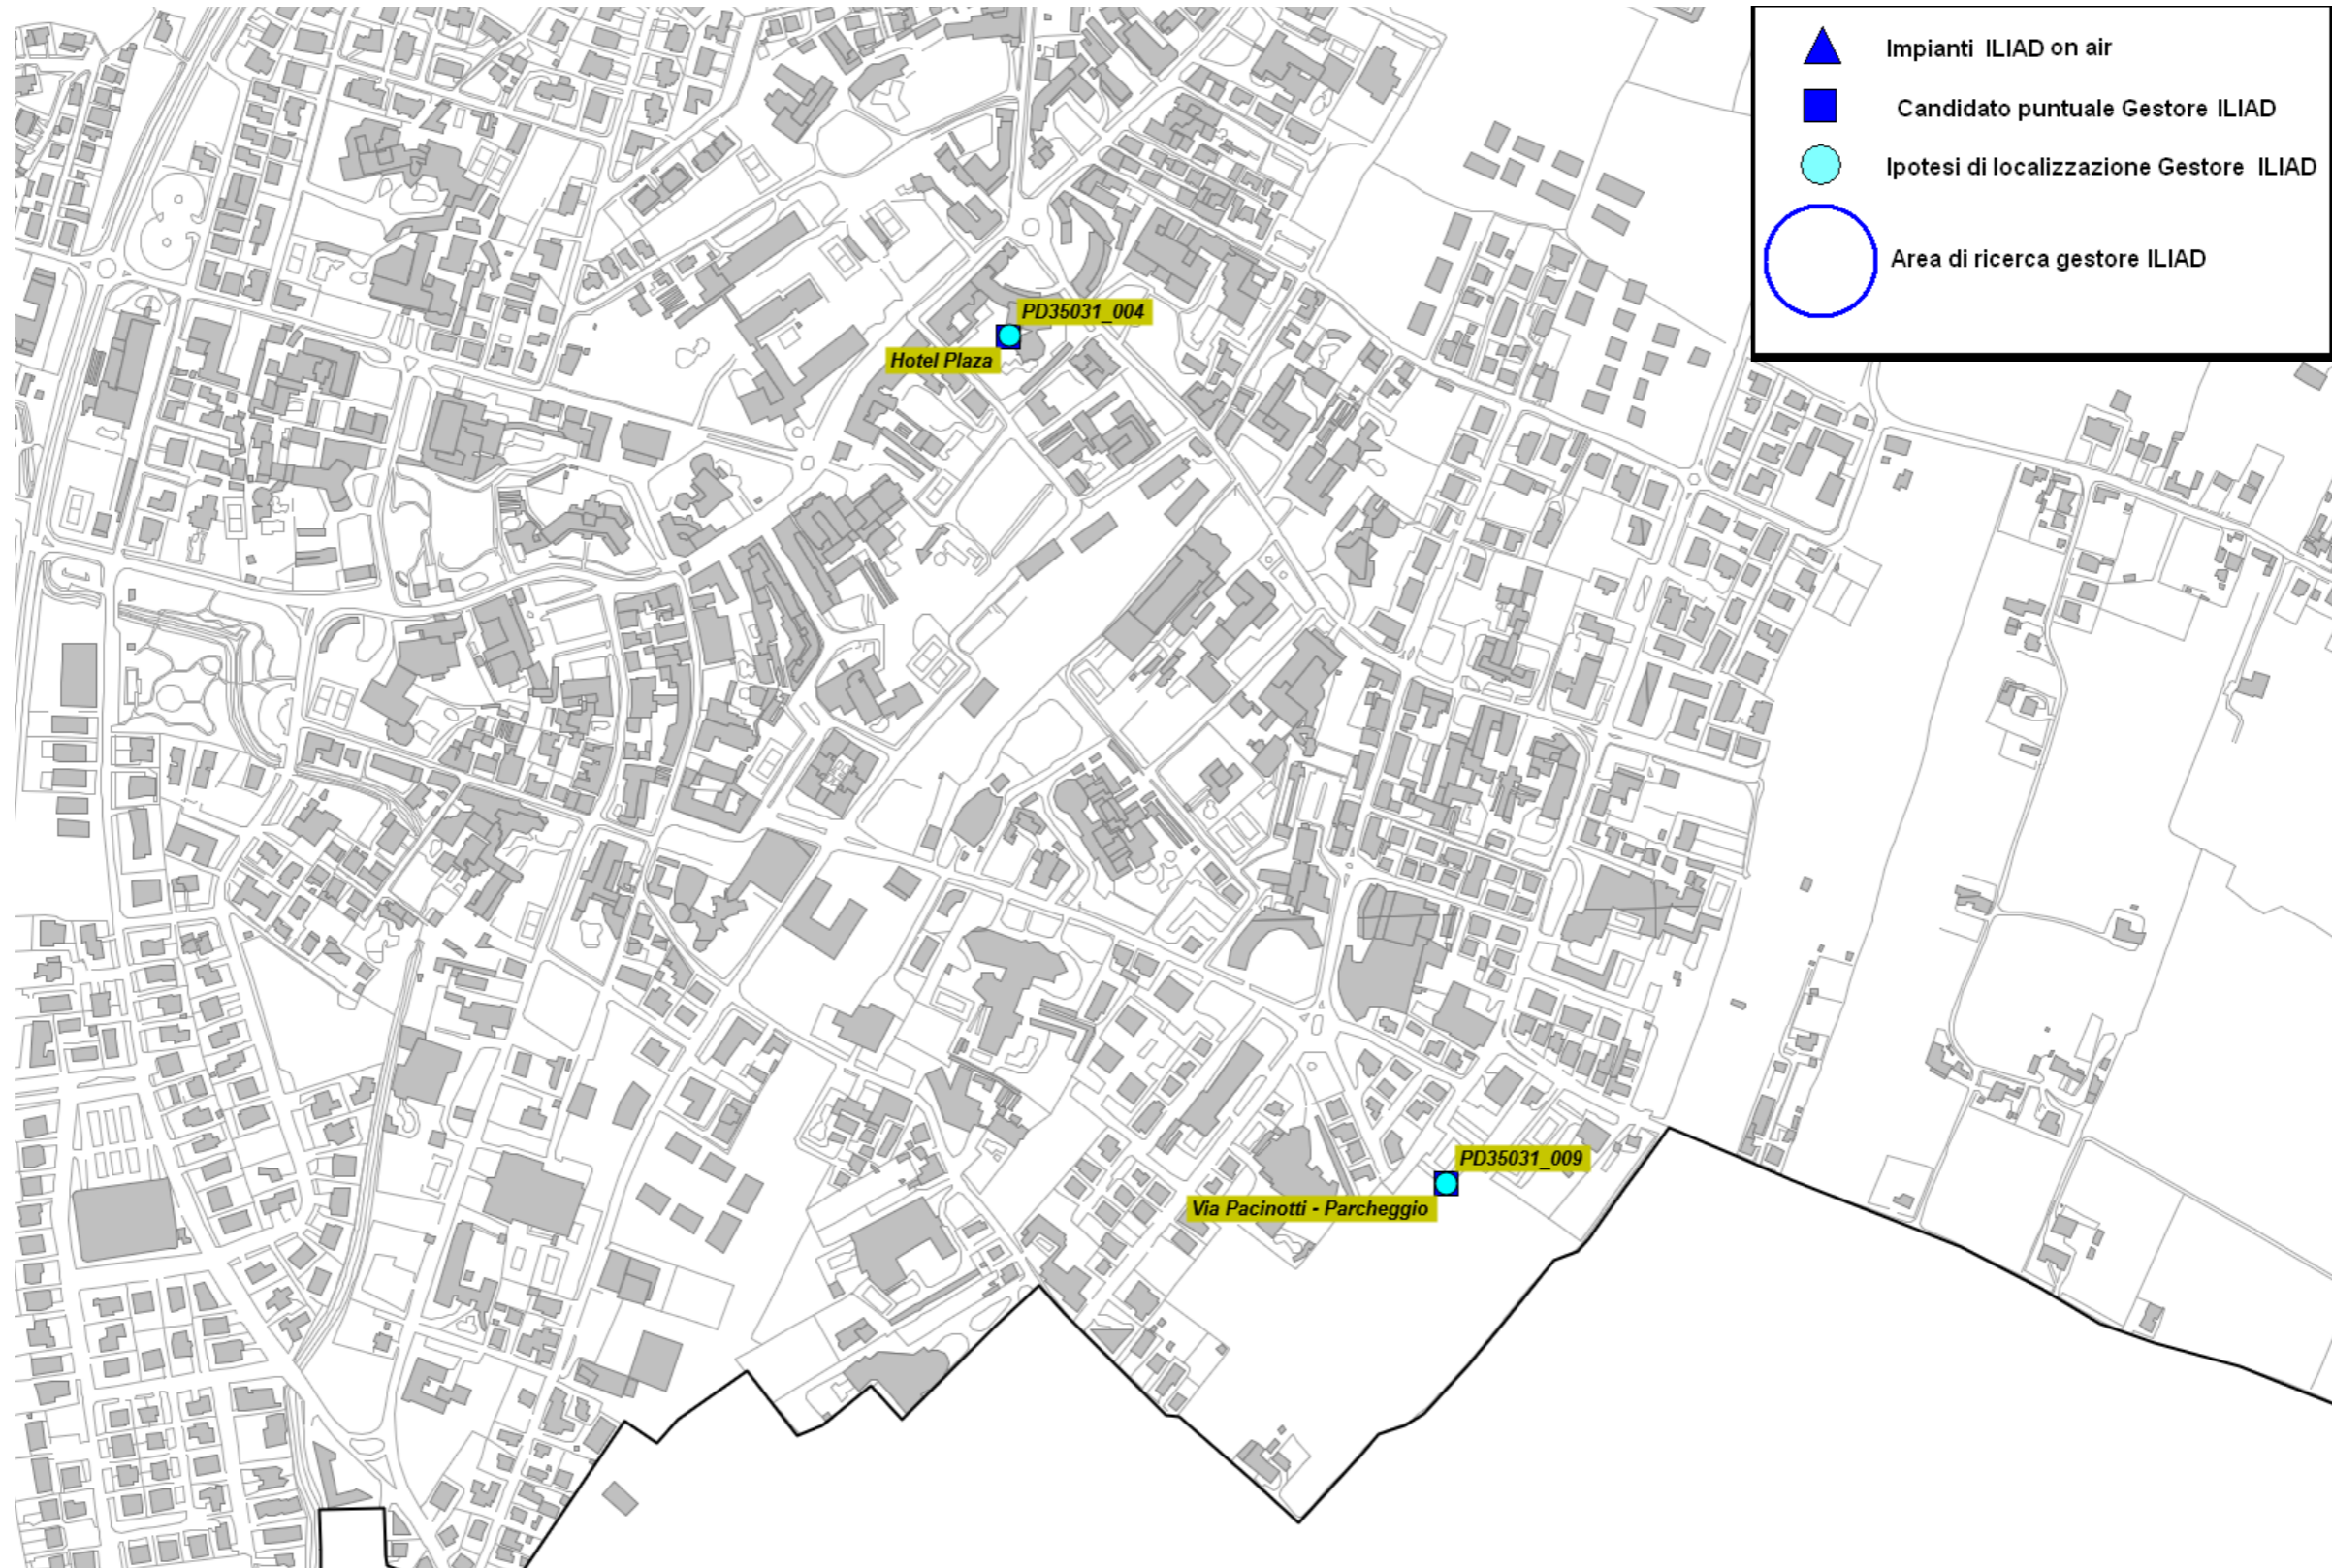 Impianti ILIAD on air
Candidato puntuale Gestore ILIAD
Ipotesi di localizzazione Gestore ILIAD
Area di ricerca gestore ILIAD
PD35031_004
Hotel Plaza
PD35031_009
Via Pacinotti - Parcheggio